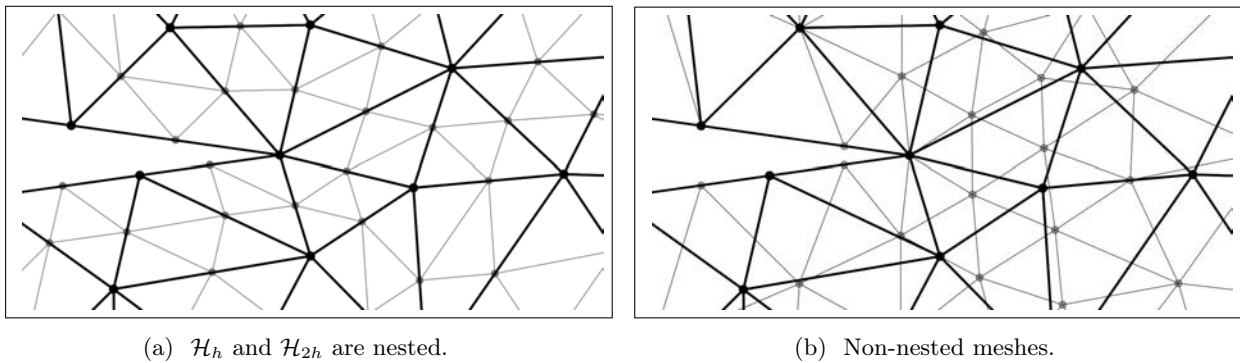 (a) $\mathcal{H}_h$ and $\mathcal{H}_{2h}$ are nested.
(b) Non-nested meshes.